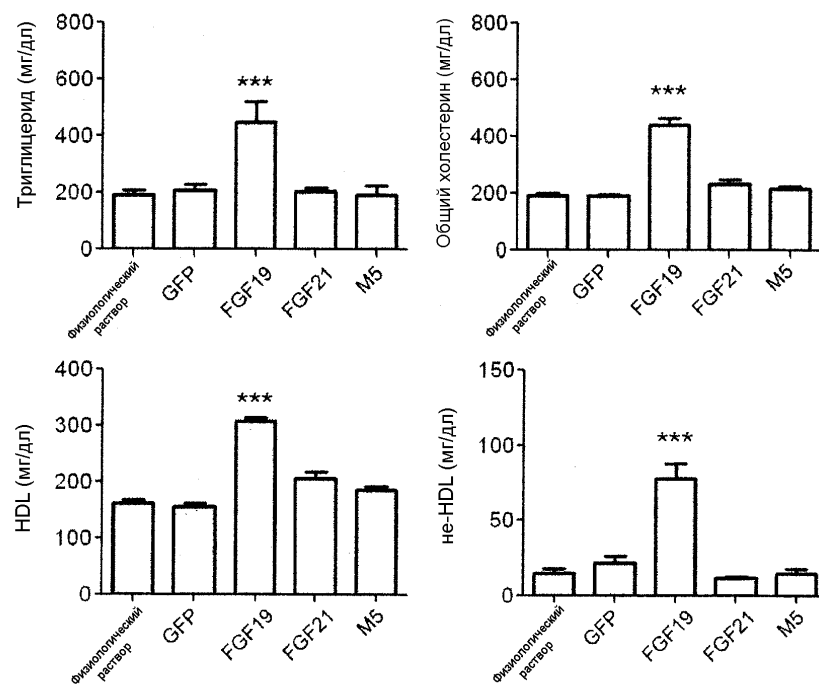 Триглицерид (мг/дл)
800
600
400
200
0
***
Физиологический
раствор
GFP
FGF19
FGF21
M5
Общий холестерин (мг/дл)
800
600
400
200
0
***
Физиологический
раствор
GFP
FGF19
FGF21
M5
HDL (мг/дл)
400
300
200
100
0
***
Физиологический
раствор
GFP
FGF19
FGF21
M5
не-HDL (мг/дл)
150
100
50
0
***
Физиологический
раствор
GFP
FGF19
FGF21
M5